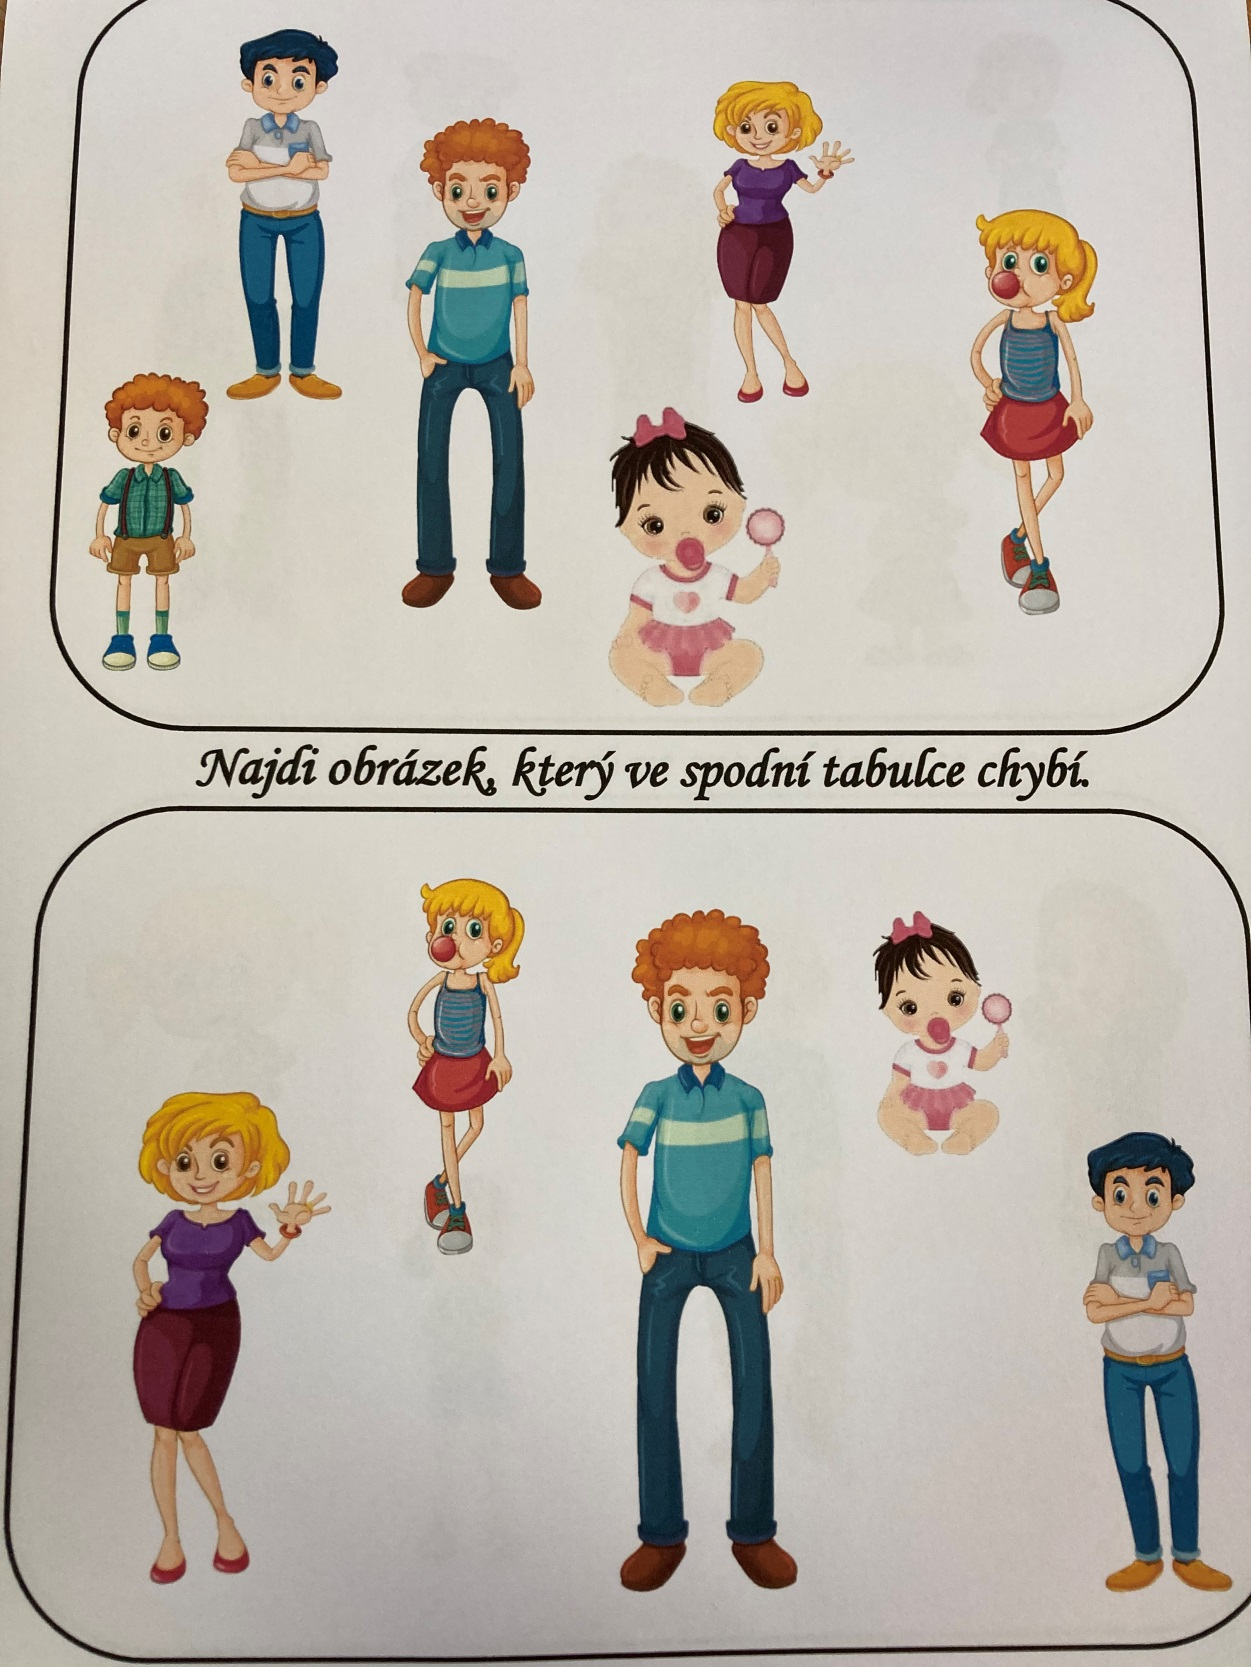 Najdi obrázek, který ve spodní tabulce chybí.